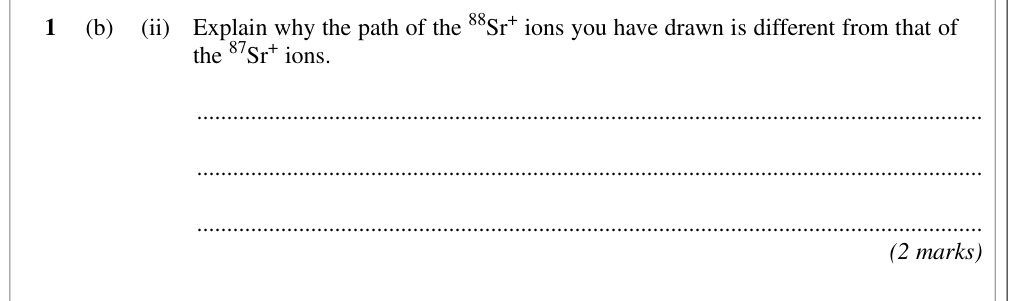 1 (b) (ii) Explain why the path of the ⁸⁸Sr⁺ ions you have drawn is different from that of
the ⁸⁷Sr⁺ ions.
..........................................................................................................................................
..........................................................................................................................................
..........................................................................................................................................
(2 marks)